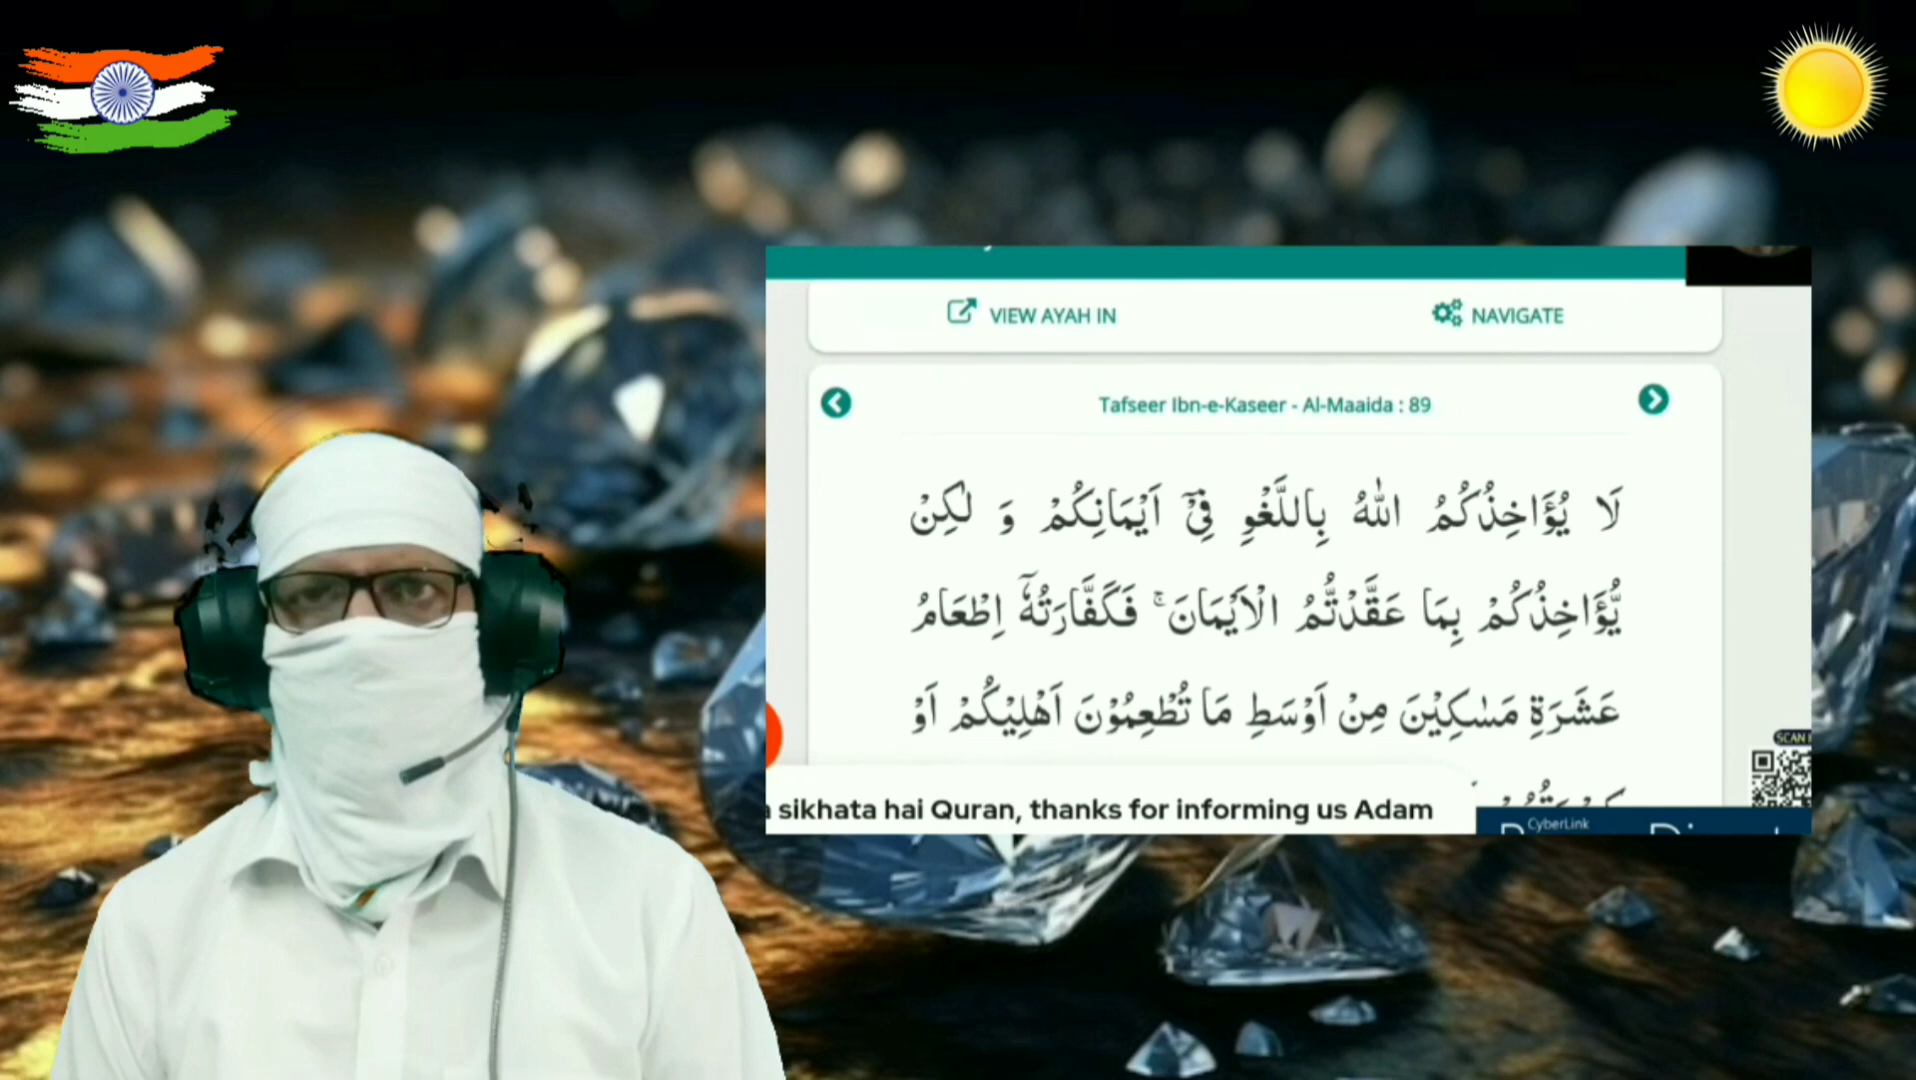 VIEW AYAH IN
NAVIGATE
Tafseer Ibn-e-Kaseer - Al-Maaida : 89
لَا يُؤَاخِذُكُمُ اللّٰهُ بِاللَّغْوِ فِيْۤ اَيْمَانِكُمْ وَ لٰكِنْ
يُّؤَاخِذُكُمْ بِمَا عَقَّدْتُّمُ الْاَيْمَانَ ۚ فَكَفَّارَتُهٗۤ اِطْعَامُ
عَشَرَةِ مَسٰكِيْنَ مِنْ اَوْسَطِ مَا تُطْعِمُوْنَ اَهْلِيْكُمْ اَوْ
SCAN
sikhata hai Quran, thanks for informing us Adam
CyberLink